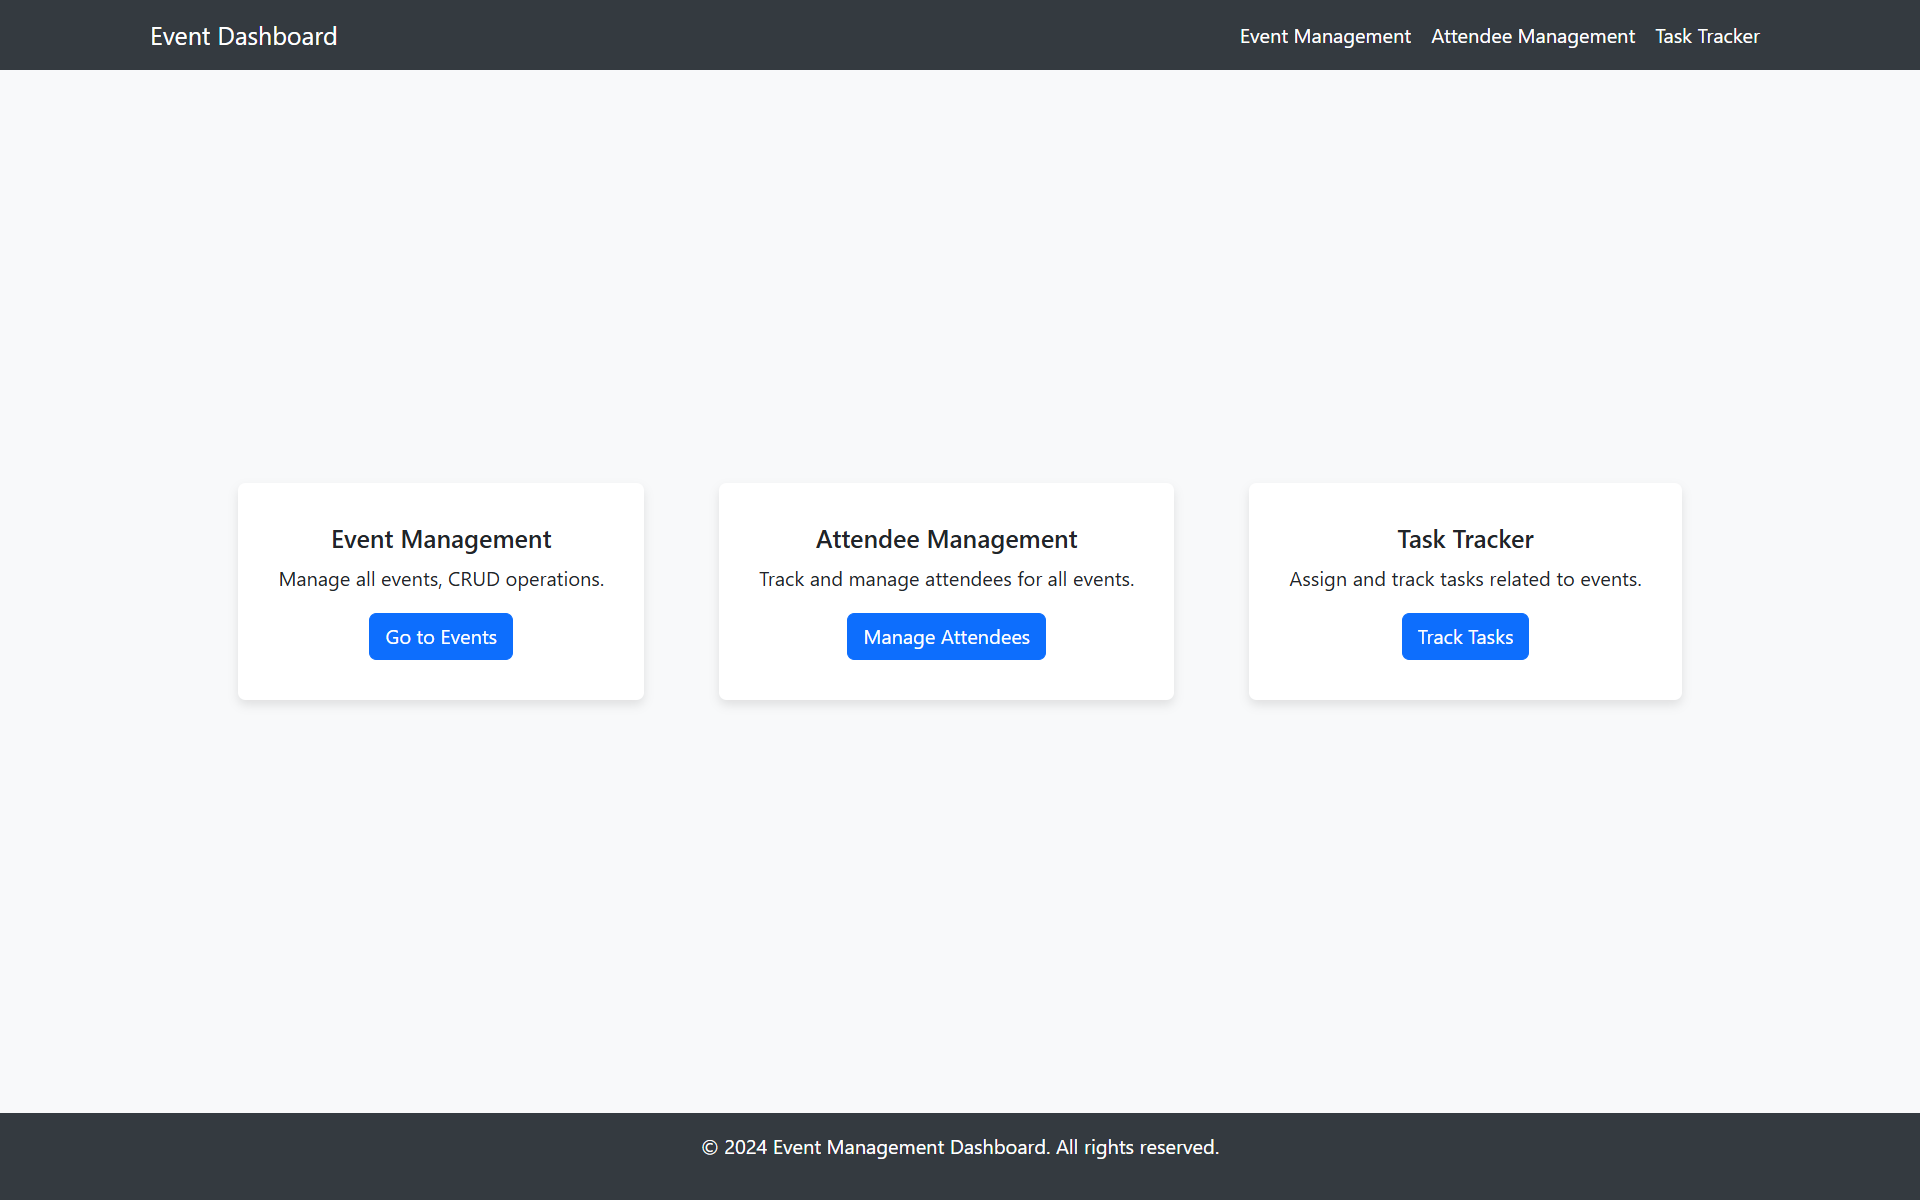 Event Dashboard
Event Management Attendee Management Task Tracker
Event Management
Manage all events, CRUD operations.
Go to Events
Attendee Management
Track and manage attendees for all events.
Manage Attendees
Task Tracker
Assign and track tasks related to events.
Track Tasks
© 2024 Event Management Dashboard. All rights reserved.